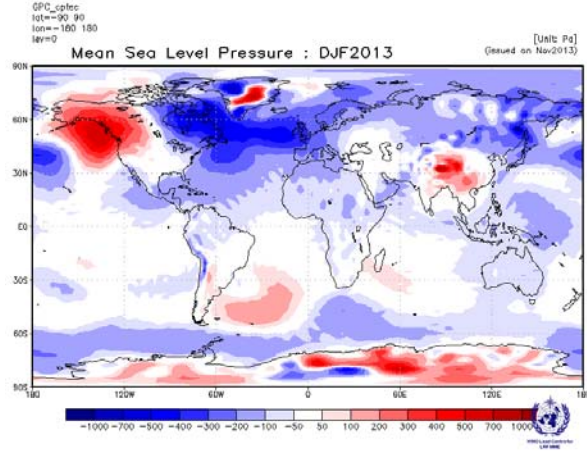 GPC_cptec
lat=-90 90
lon=-180 180
lev=0
Mean Sea Level Pressure : DJF2013
[Unit: Pa]
(issued on Nov2013)
90N
60N
30N
EQ
30S
60S
90S
180 120W 60W 0 60E 120E 18
-1000 -700 -500 -400 -300 -200 -100 -50 50 100 200 300 400 500 700 1000